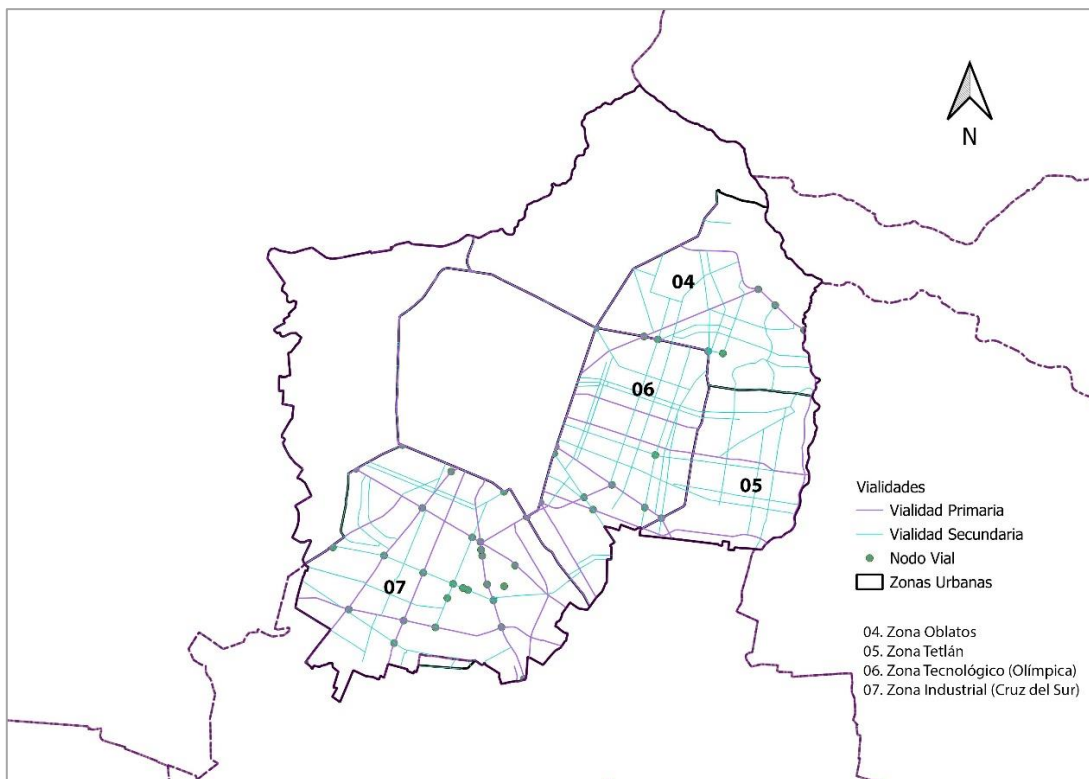 N
04
06
05
07
Vialidades
Vialidad Primaria
Vialidad Secundaria
Nodo Vial
Zonas Urbanas
04. Zona Oblatos
05. Zona Tetlán
06. Zona Tecnológico (Olímpica)
07. Zona Industrial (Cruz del Sur)